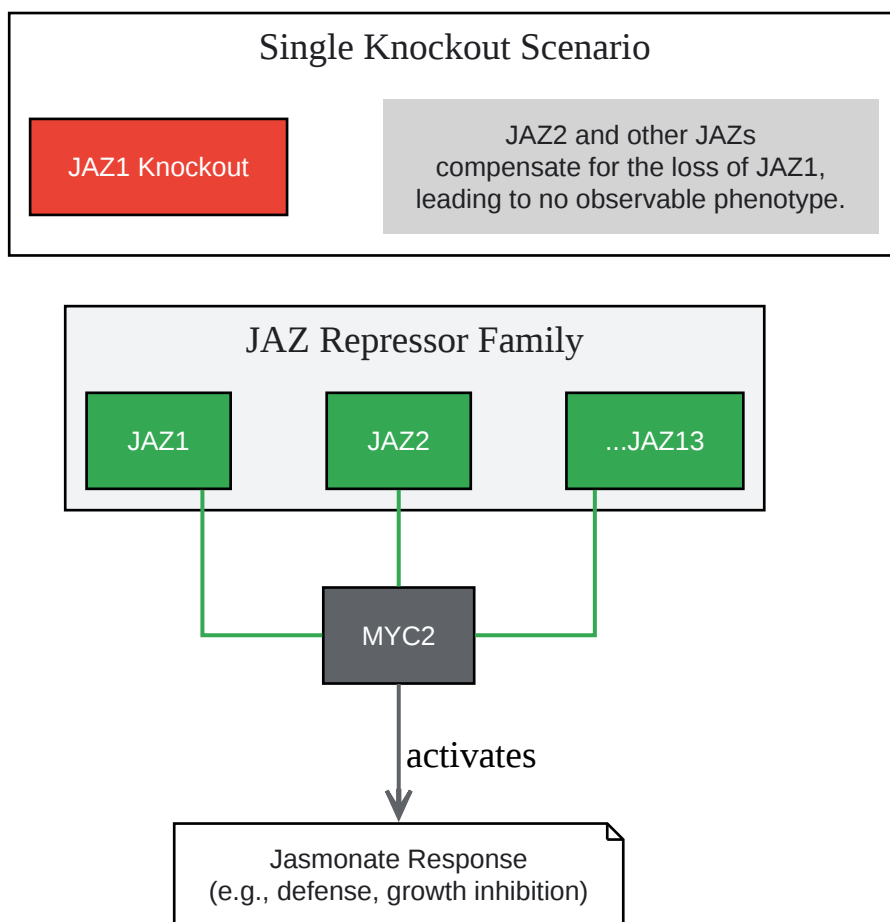 Single Knockout Scenario
JAZ1 Knockout
JAZ2 and other JAZs
compensate for the loss of JAZ1,
leading to no observable phenotype.
JAZ Repressor Family
JAZ1
JAZ2
...JAZ13
MYC2
activates
Jasmonate Response
(e.g., defense, growth inhibition)